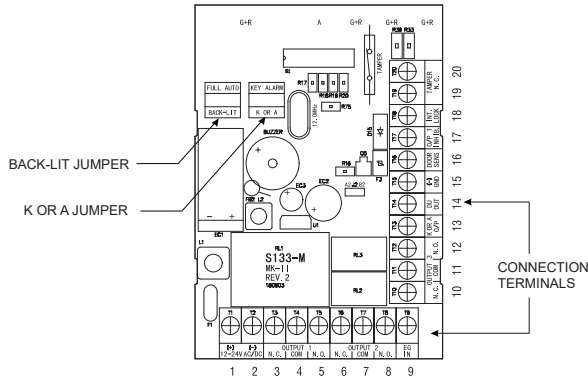 G+R A G+R G+R G+R
R39 R33
TAMPER
FULL AUTO
BACK-LIT
KEY ALARM
K OR A
R17
R18 R19 R20
R75
12.0MHz
BUZZER
D15
R16
F3
A2 J2 B2
EC3
EC2
U1
L2
EC1
L1
F1
RL1
S133-M
MK-II
REV.2
RL3
RL2
BACK-LIT JUMPER
K OR A JUMPER
CONNECTION
TERMINALS
T20 TAMPER N.C. 20
T19 19
T18 INT. LOCK 18
T17 O/P 1 INHIB. 17
T16 DOOR SENS 16
T15 (-) GND 15
T14 DU OUT 14
T13 K OR A O/P 13
T12 OUTPUT 3 N.O. 12
T11 COM 11
T10 N.C. 10
T1 T2 T3 T4 T5 T6 T7 T8 T9
(+) (-) OUTPUT 1 OUTPUT 2 EG
12-24V AC/DC N.C. COM N.O. N.C. COM N.O. IN
1 2 3 4 5 6 7 8 9